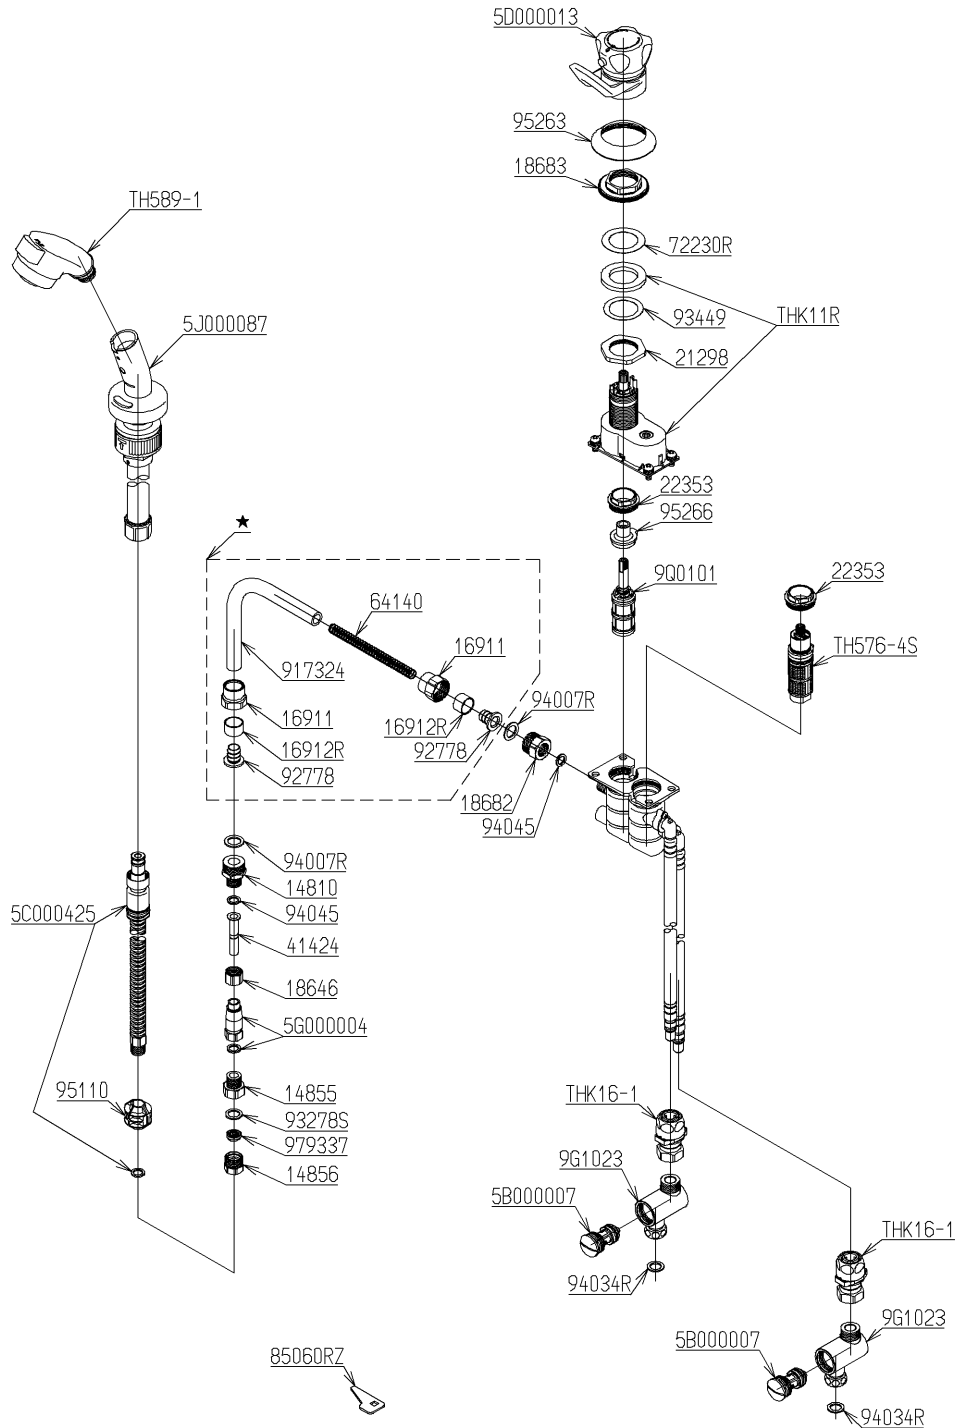 5D000013
95263
18683
TH589-1
72230R
5J000087
THK11R
93449
21298
22353
95266
★
9Q0101
22353
64140
TH576-4S
16911
917324
94007R
16911
16912R
16912R
92778
92778
18682
94045
94007R
14810
5C000425
94045
41424
18646
5G000004
14855
95110
THK16-1
93278S
979337
9G1023
14856
5B000007
THK16-1
94034R
9G1023
5B000007
85060RZ
94034R